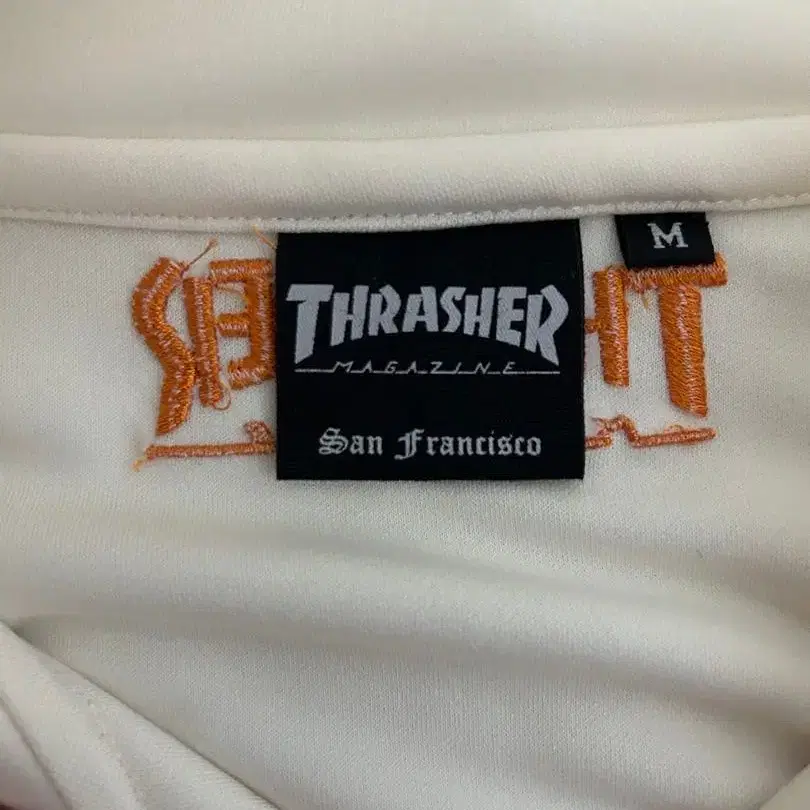 M
THRASHER
MAGAZINE
San Francisco